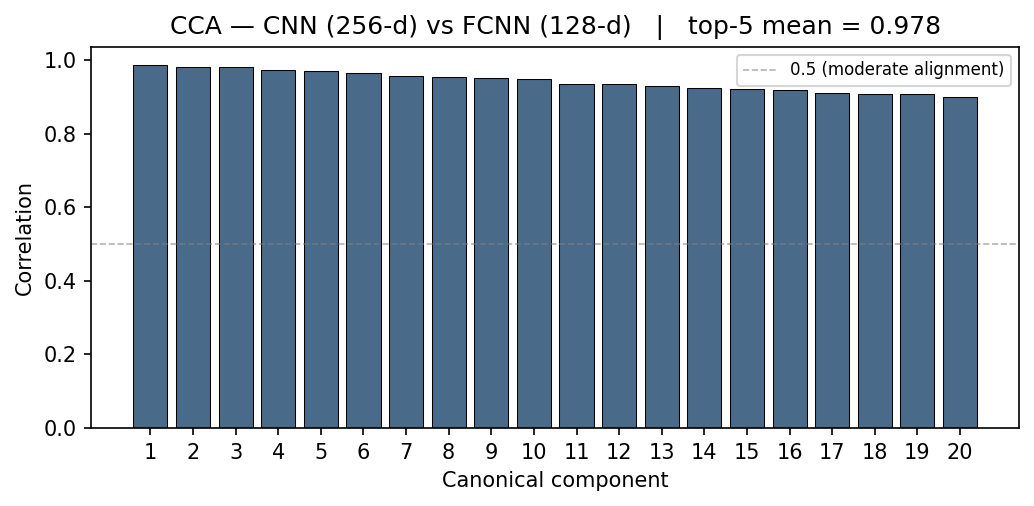 CCA — CNN (256-d) vs FCNN (128-d) | top-5 mean = 0.978
0.5 (moderate alignment)
Correlation
1.0
0.8
0.6
0.4
0.2
0.0
1 2 3 4 5 6 7 8 9 10 11 12 13 14 15 16 17 18 19 20
Canonical component